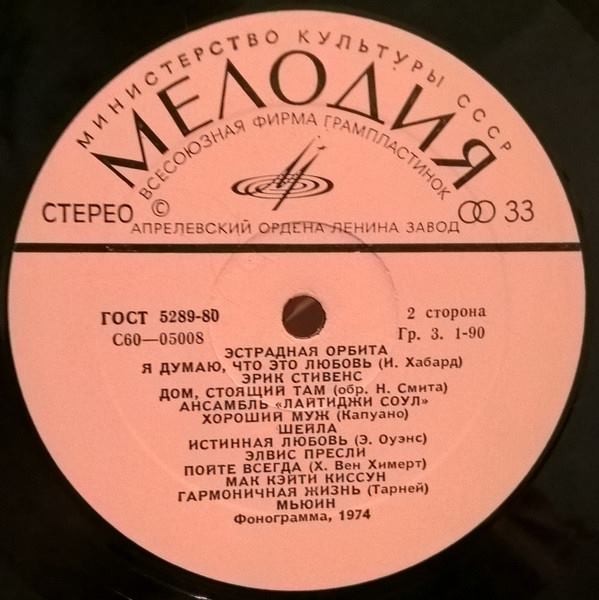 МИНИСТЕРСТВО КУЛЬТУРЫ СССР
МЕЛОДИЯ
ВСЕСОЮЗНАЯ ФИРМА ГРАМПЛАСТИНОК
СТЕРЕО © 33
АПРЕЛЕВСКИЙ ОРДЕНА ЛЕНИНА ЗАВОД
ГОСТ 5289-80 2 сторона
С60—05008 Гр. 3. 1-90
ЭСТРАДНАЯ ОРБИТА
Я ДУМАЮ, ЧТО ЭТО ЛЮБОВЬ (И. Хабард)
ЭРИК СТИВЕНС
ДОМ, СТОЯЩИЙ ТАМ (обр. Н. Смита)
АНСАМБЛЬ «ЛАЙТИДЖИ СОУЛ»
ХОРОШИЙ МУЖ (Капуано)
ШЕЙЛА
ИСТИННАЯ ЛЮБОВЬ (Э. Оуэнс)
ЭЛВИС ПРЕСЛИ
ПОЙТЕ ВСЕГДА (Х. Вен Химерт)
МАК КЭЙТИ КИССУН
ГАРМОНИЧНАЯ ЖИЗНЬ (Тарней)
МЬЮИН
Фонограмма, 1974